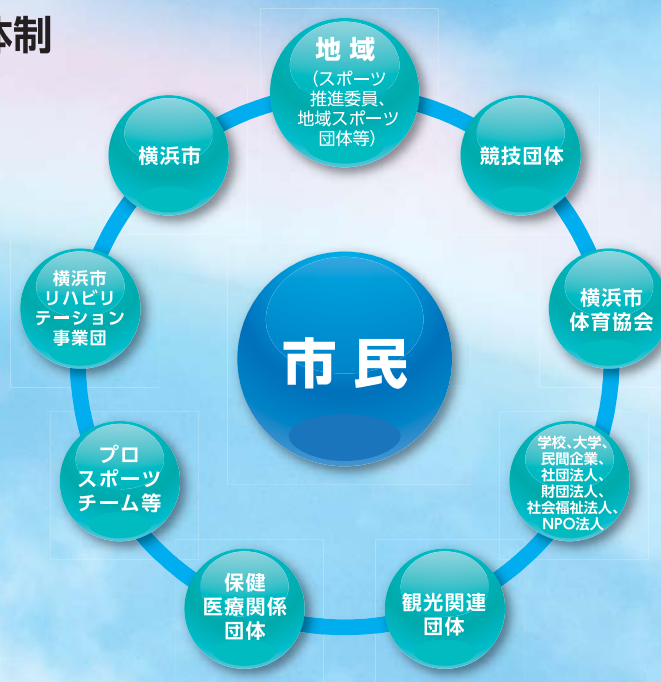 体制
地域
(スポーツ
推進委員、
地域スポーツ
団体等)
横浜市
競技団体
横浜市
リハビリ
テーション
事業団
横浜市
体育協会
市民
プロ
スポーツ
チーム等
学校、大学、
民間企業、
社団法人、
財団法人、
社会福祉法人、
NPO法人
保健
医療関係
団体
観光関連
団体